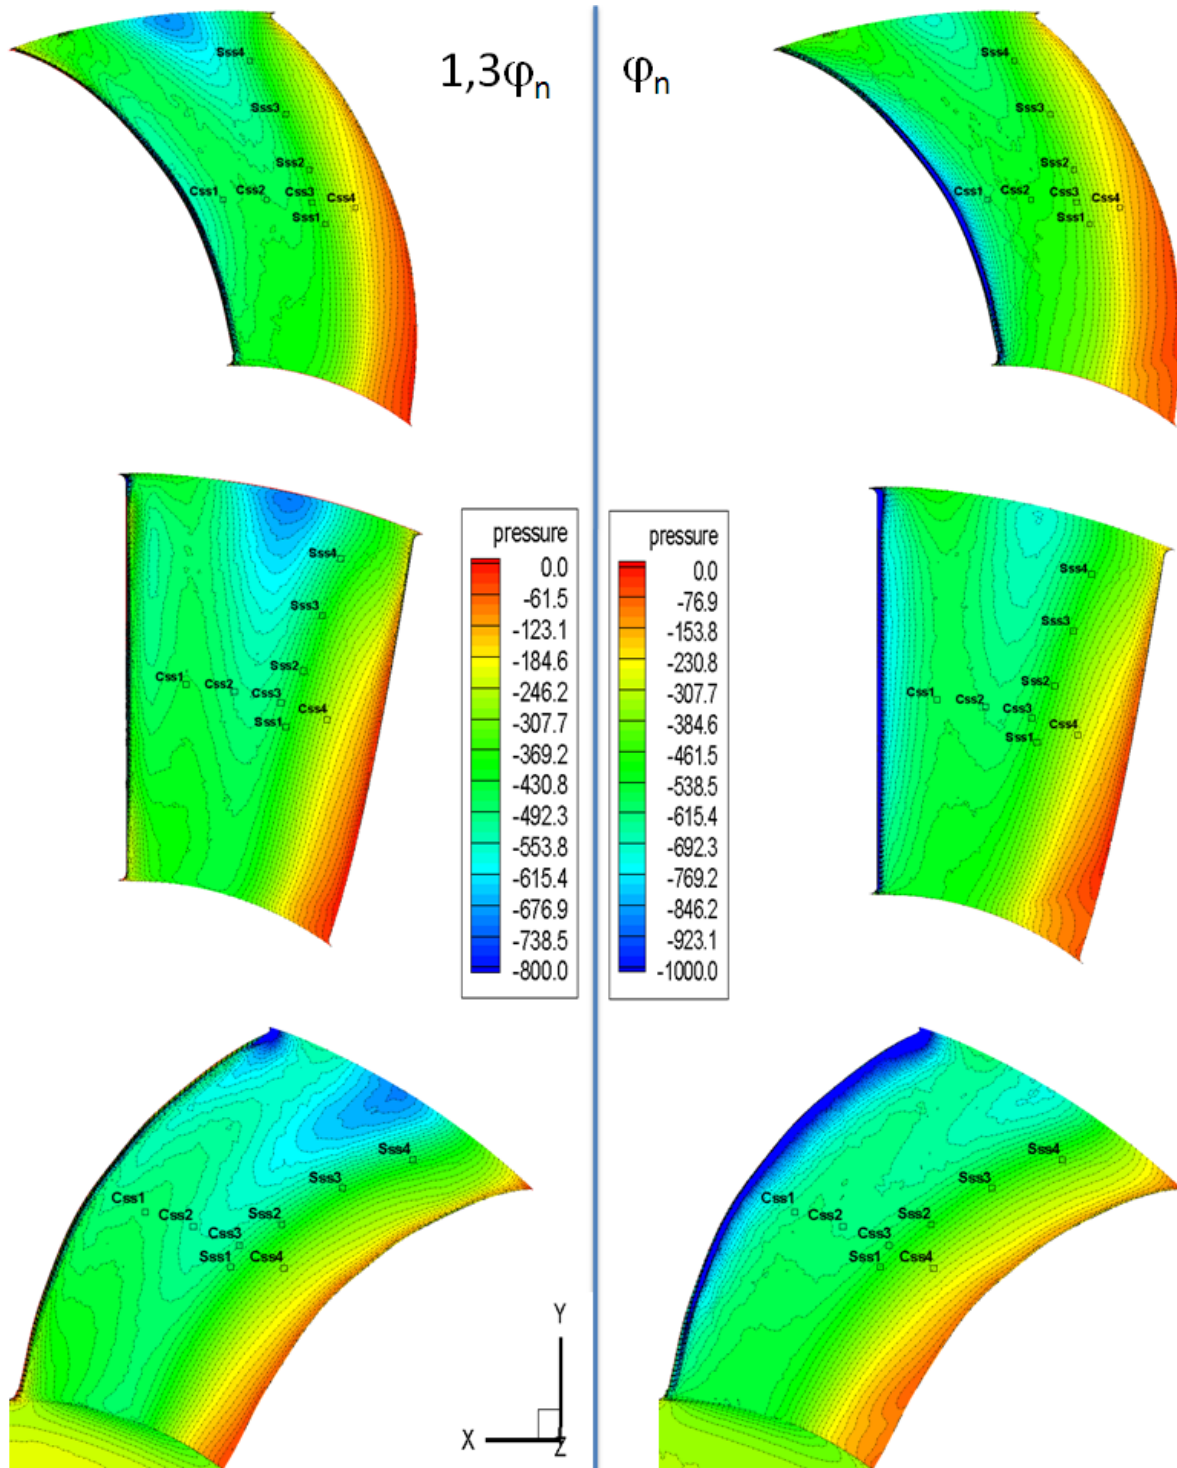 1,3φn
φn
Sss4
Sss3
Sss2
Css1
Css2
Css3
Css4
Sss1
Sss4
Sss3
Sss2
Css1
Css2
Css3
Css4
Sss1
Sss4
Sss3
Sss2
Css1
Css2
Css3
Css4
Sss1
pressure
0.0
-61.5
-123.1
-184.6
-246.2
-307.7
-369.2
-430.8
-492.3
-553.8
-615.4
-676.9
-738.5
-800.0
pressure
0.0
-76.9
-153.8
-230.8
-307.7
-384.6
-461.5
-538.5
-615.4
-692.3
-769.2
-846.2
-923.1
-1000.0
Sss4
Sss3
Sss2
Css1
Css2
Css3
Css4
Sss1
Sss4
Sss3
Css1
Css2
Sss2
Css3
Sss1
Css4
Y
X
Z
Sss4
Sss3
Css1
Css2
Sss2
Css3
Sss1
Css4